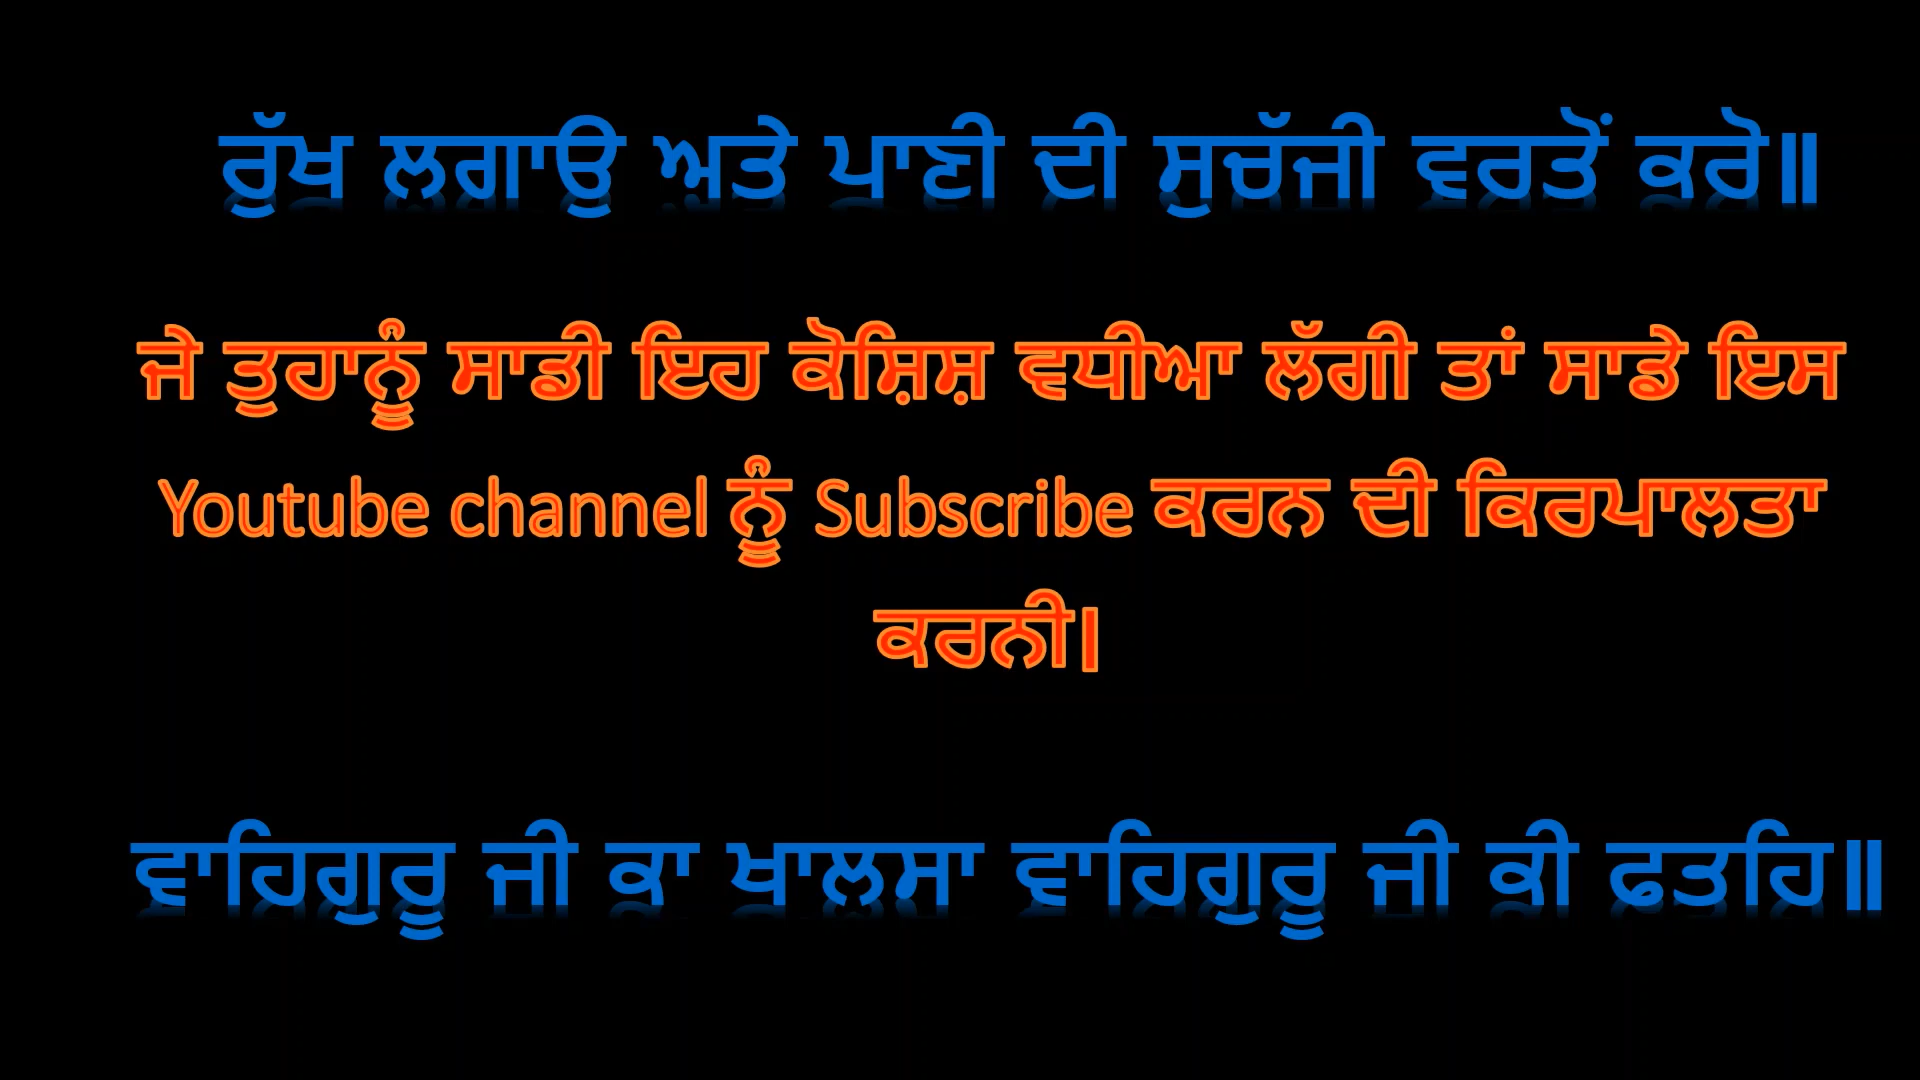 ਰੁੱਖ ਲਗਾਉ ਅਤੇ ਪਾਣੀ ਦੀ ਸੁਚੱਜੀ ਵਰਤੋਂ ਕਰੋ॥
ਜੇ ਤੁਹਾਨੂੰ ਸਾਡੀ ਇਹ ਕੋਸ਼ਿਸ਼ ਵਧੀਆ ਲੱਗੀ ਤਾਂ ਸਾਡੇ ਇਸ
Youtube channel ਨੂੰ Subscribe ਕਰਨ ਦੀ ਕਿਰਪਾਲਤਾ
ਕਰਨੀ।
ਵਾਹਿਗੁਰੂ ਜੀ ਕਾ ਖਾਲਸਾ ਵਾਹਿਗੁਰੂ ਜੀ ਕੀ ਫਤਹਿ॥